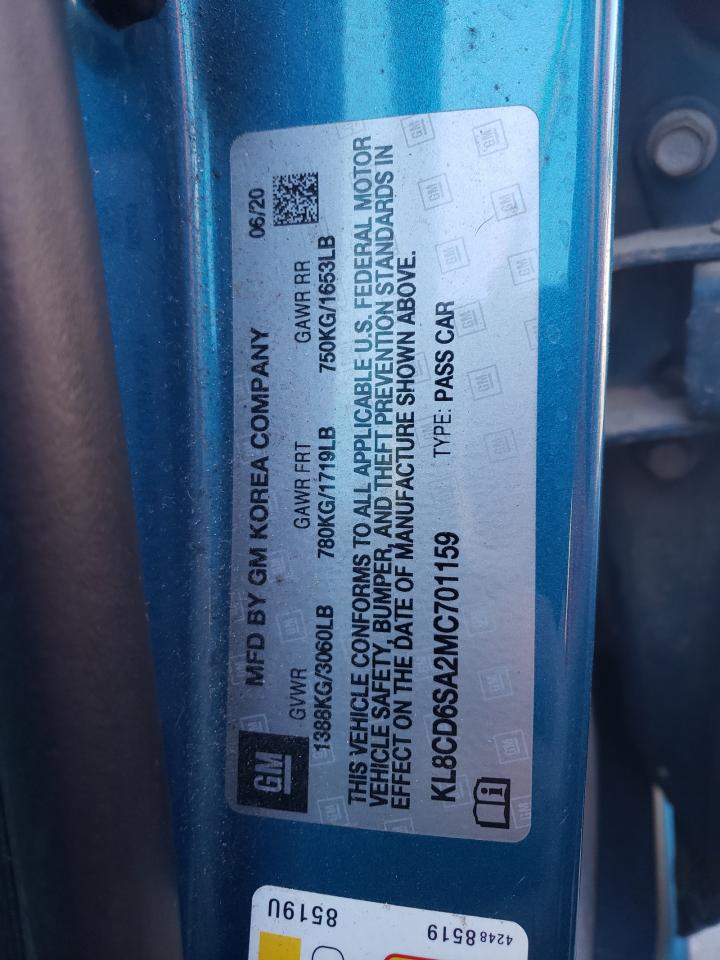 GM
MFD BY GM KOREA COMPANY 06/20
GVWR GAWR FRT GAWR RR
1388KG/3060LB 780KG/1719LB 750KG/1653LB
THIS VEHICLE CONFORMS TO ALL APPLICABLE U.S. FEDERAL MOTOR
VEHICLE SAFETY, BUMPER, AND THEFT PREVENTION STANDARDS IN
EFFECT ON THE DATE OF MANUFACTURE SHOWN ABOVE.
KL8CD6SA2MC701159 TYPE: PASS CAR
8519U
42488519